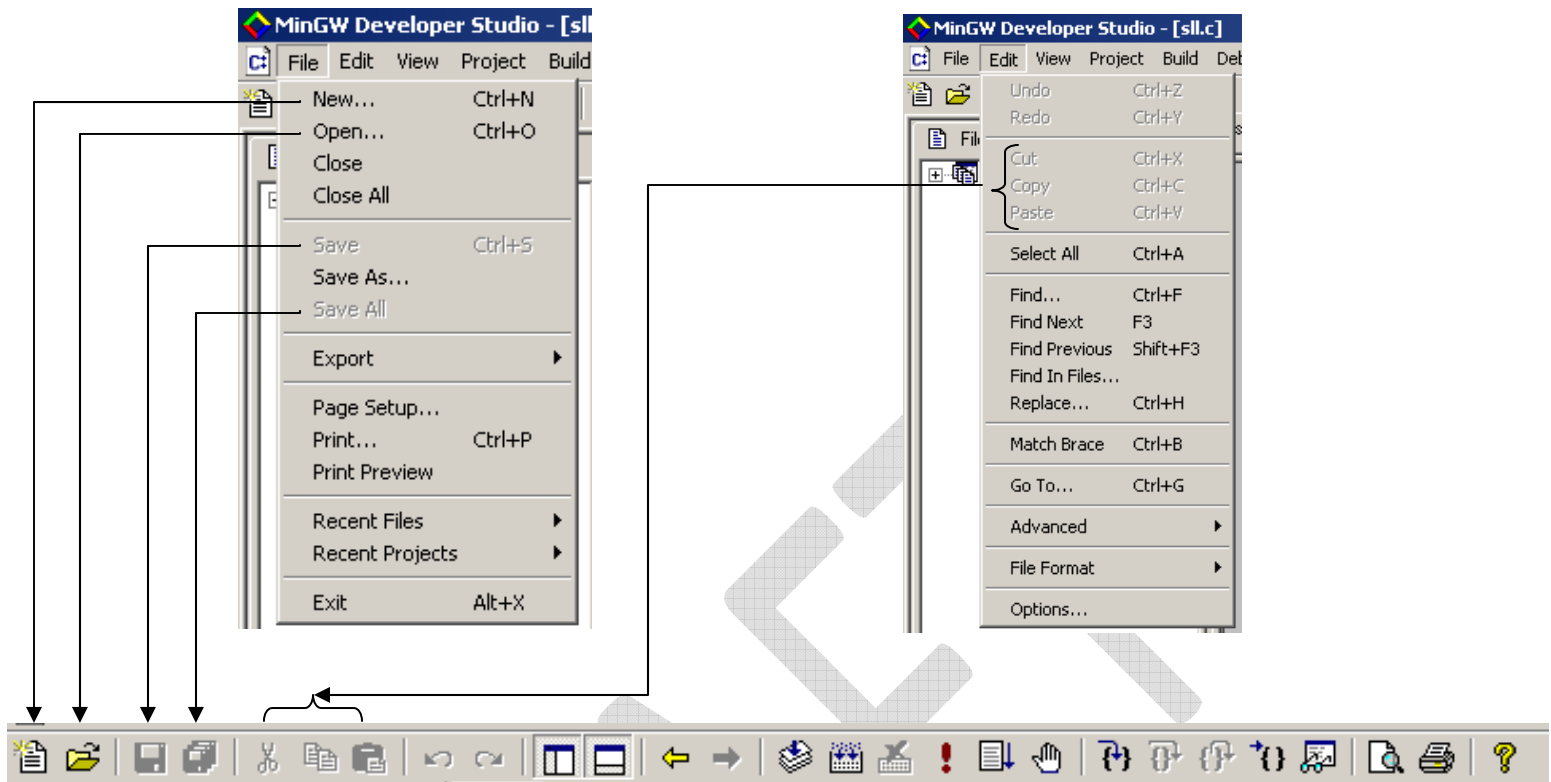 MinGW Developer Studio - [sll
File Edit View Project Build
New... Ctrl+N
Open... Ctrl+O
Close
Close All
Save Ctrl+S
Save As...
Save All
Export
Page Setup...
Print... Ctrl+P
Print Preview
Recent Files
Recent Projects
Exit Alt+X
MinGW Developer Studio - [sll.c]
File Edit View Project Build Deb
Undo Ctrl+Z
Redo Ctrl+Y
Fil
Cut Ctrl+X
Copy Ctrl+C
Paste Ctrl+V
Select All Ctrl+A
Find... Ctrl+F
Find Next F3
Find Previous Shift+F3
Find In Files...
Replace... Ctrl+H
Match Brace Ctrl+B
Go To... Ctrl+G
Advanced
File Format
Options...